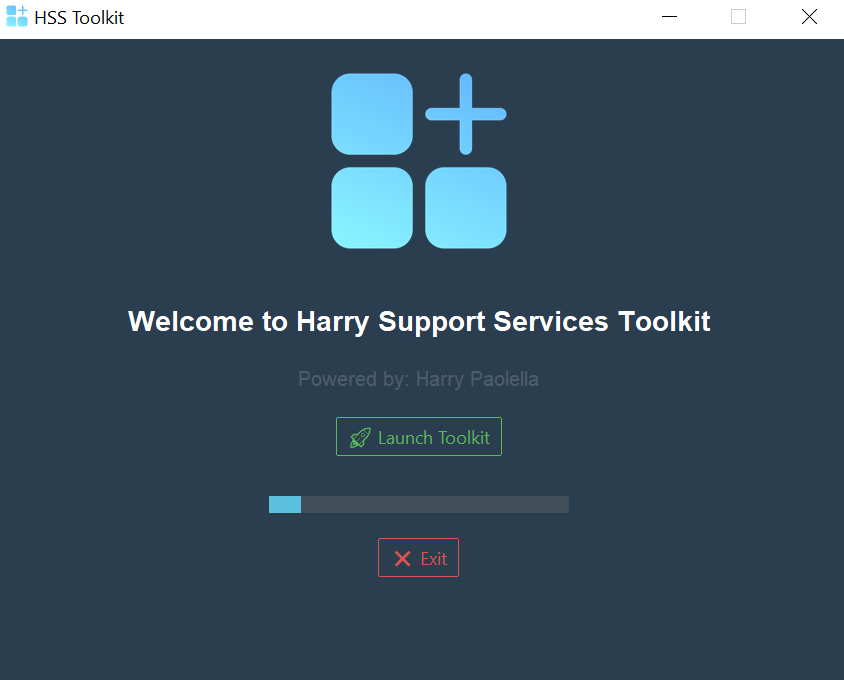 HSS Toolkit
Welcome to Harry Support Services Toolkit
Powered by: Harry Paolella
Launch Toolkit
Exit